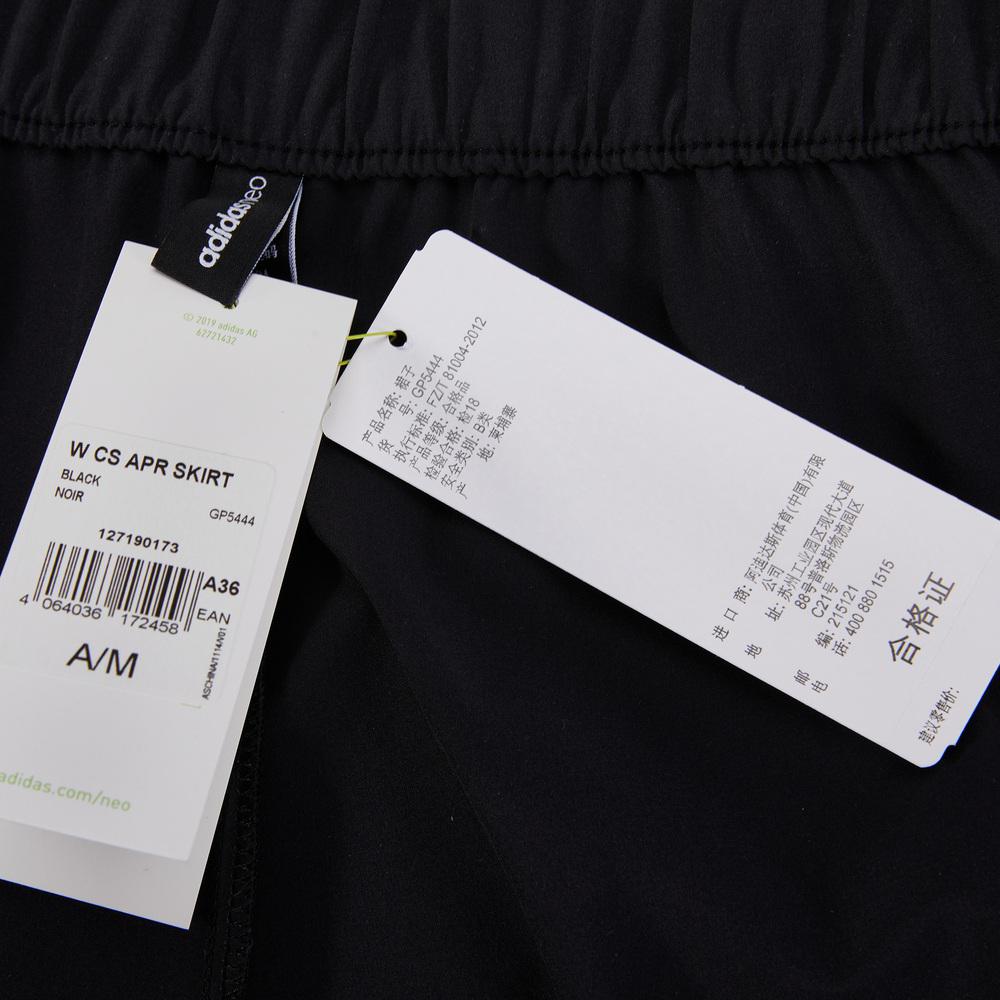 adidas neo
© 2019 adidas AG
62721432
W CS APR SKIRT
BLACK
NOIR
GP5444
127190173
A36
4 064036 172458
EAN
A/M
ASCHINA/1114/V01
adidas.com/neo
产品名称: 裙子
货 号: GP5444
执行标准: FZ/T 81004-2012
产品等级: 合格品
检验合格: 检18
安全类别: B类
产 地: 柬埔寨
进 口 商: 阿迪达斯体育(中国)有限
公司
地 址: 苏州工业园区现代大道
88号普洛斯物流园区
C21号
邮 编: 215121
电 话: 400 880 1515
合格证
建议零售价: